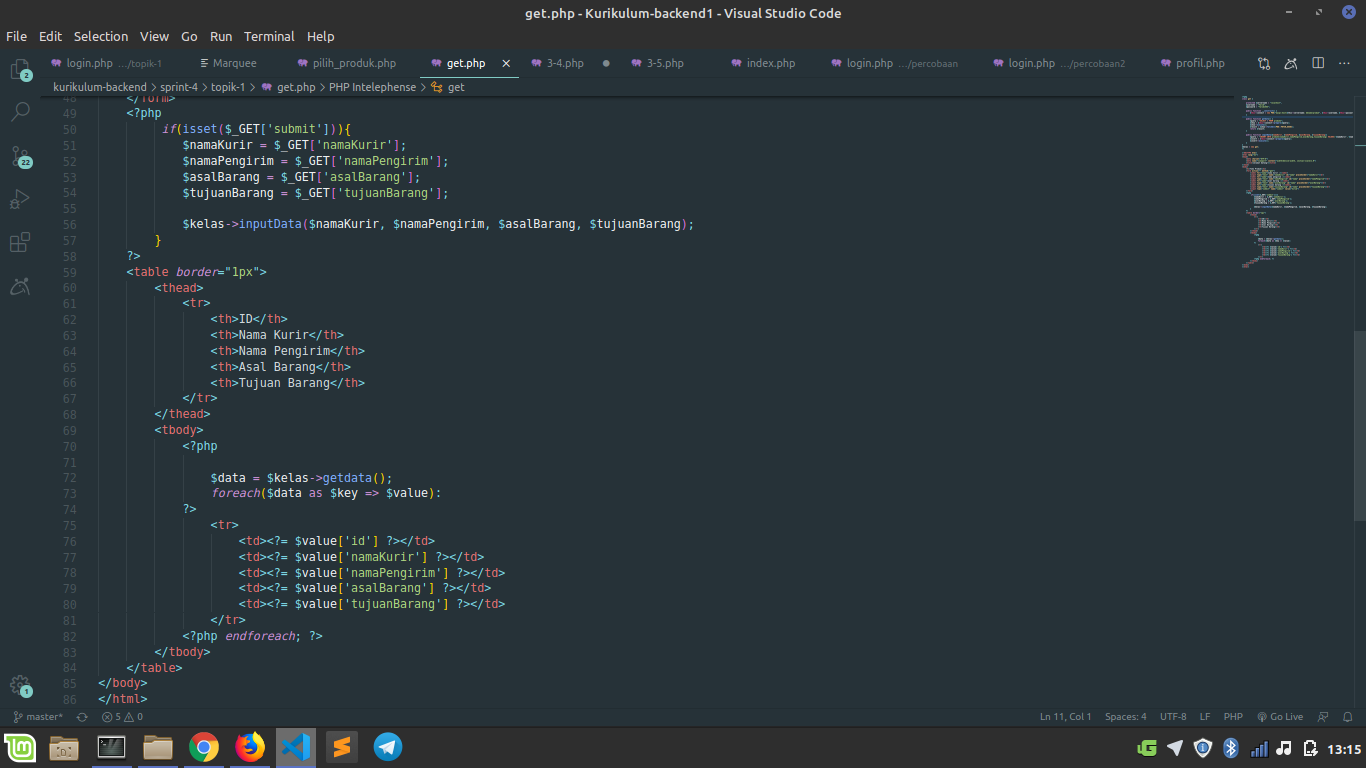 get.php - Kurikulum-backend1 - Visual Studio Code
File Edit Selection View Go Run Terminal Help
login.php .../topik-1 Marquee pilih_produk.php get.php 3-4.php 3-5.php index.php login.php .../percobaan login.php .../percobaan2 profil.php
kurikulum-backend > sprint-4 > topik-1 > get.php > PHP Intelephense > get
48 </form>
49 <?php
50 if(isset($_GET['submit'])){
51 $namaKurir = $_GET['namaKurir'];
52 $namaPengirim = $_GET['namaPengirim'];
53 $asalBarang = $_GET['asalBarang'];
54 $tujuanBarang = $_GET['tujuanBarang'];
55
56 $kelas->inputData($namaKurir, $namaPengirim, $asalBarang, $tujuanBarang);
57 }
58 ?>
59 <table border="1px">
60 <thead>
61 <tr>
62 <th>ID</th>
63 <th>Nama Kurir</th>
64 <th>Nama Pengirim</th>
65 <th>Asal Barang</th>
66 <th>Tujuan Barang</th>
67 </tr>
68 </thead>
69 <tbody>
70 <?php
71
72 $data = $kelas->getdata();
73 foreach($data as $key => $value):
74 ?>
75 <tr>
76 <td><?= $value['id'] ?></td>
77 <td><?= $value['namaKurir'] ?></td>
78 <td><?= $value['namaPengirim'] ?></td>
79 <td><?= $value['asalBarang'] ?></td>
80 <td><?= $value['tujuanBarang'] ?></td>
81 </tr>
82 <?php endforeach; ?>
83 </tbody>
84 </table>
85 </body>
86 </html>
2
22
1
master* 5 0 Ln 11, Col 1 Spaces: 4 UTF-8 LF PHP Go Live
13:15